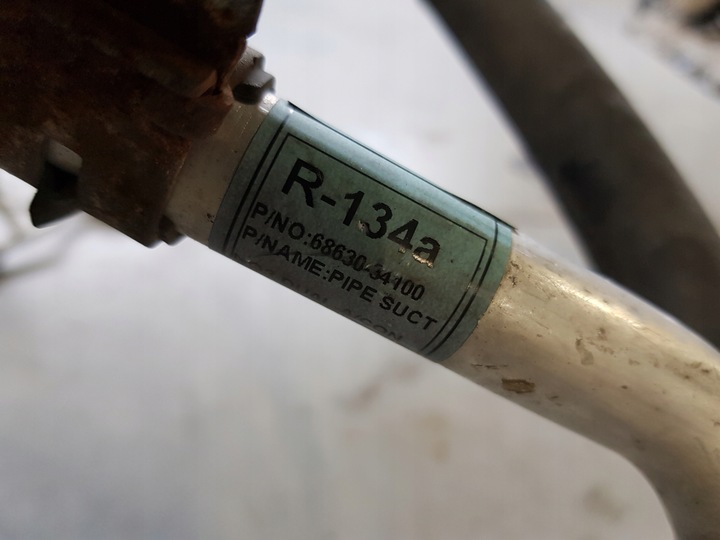 R-134a
P/NO:68630-34100
P/NAME:PIPE SUCT